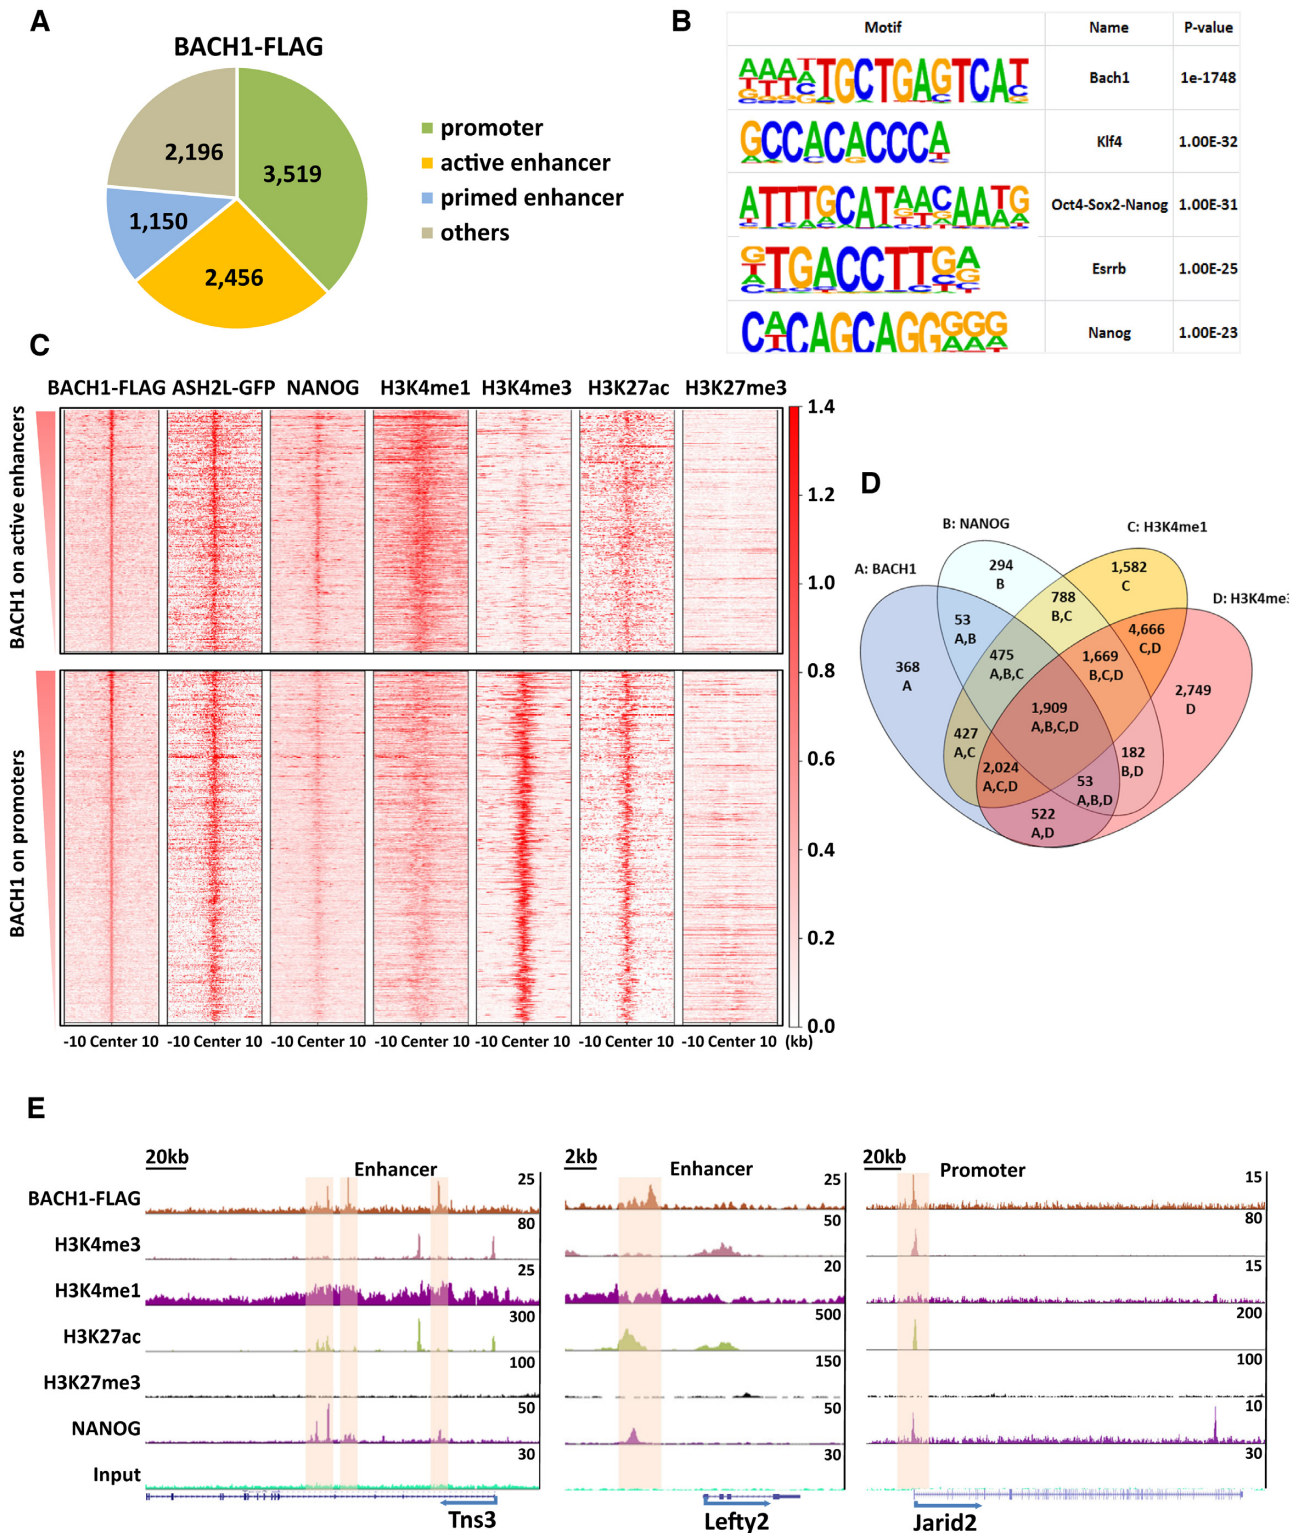 A
BACH1-FLAG
2,196
3,519
1,150
2,456
promoter
active enhancer
primed enhancer
others
B
Motif Name P-value
Bach1 1e-1748
Klf4 1.00E-32
Oct4-Sox2-Nanog 1.00E-31
Esrrb 1.00E-25
Nanog 1.00E-23
C
BACH1-FLAG ASH2L-GFP NANOG H3K4me1 H3K4me3 H3K27ac H3K27me3
BACH1 on active enhancers
BACH1 on promoters
1.4
1.2
1.0
0.8
0.6
0.4
0.2
0.0
-10 Center 10 -10 Center 10 -10 Center 10 -10 Center 10 -10 Center 10 -10 Center 10 -10 Center 10 (kb)
D
B: NANOG
C: H3K4me1
A: BACH1
D: H3K4me3
294
B
1,582
C
788
B,C
53
A,B
4,666
C,D
475
A,B,C
1,669
B,C,D
368
A
2,749
D
1,909
A,B,C,D
427
A,C
182
B,D
2,024
A,C,D
53
A,B,D
522
A,D
E
20kb
Enhancer
2kb
Enhancer
20kb
Promoter
BACH1-FLAG 25 25 15
H3K4me3 80 50 80
H3K4me1 25 20 15
H3K27ac 300 500 200
H3K27me3 100 150 100
NANOG 50 50 10
Input 30 30 30
Tns3
Lefty2
Jarid2